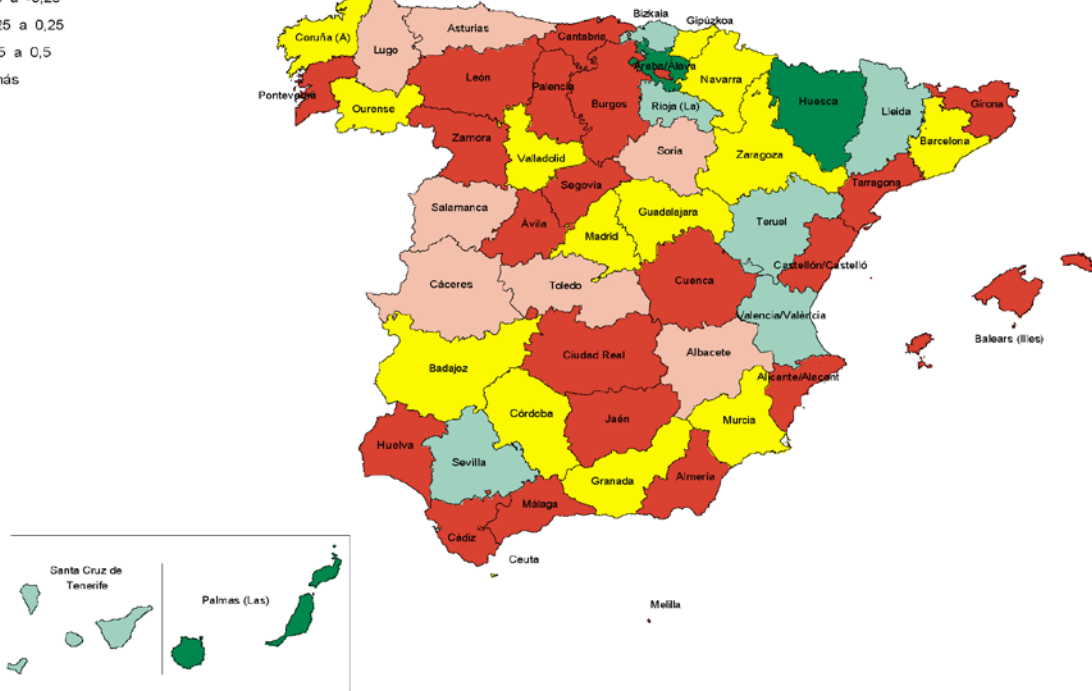 a 0,25
a 0,5
más
Bizkaia
Gipúzkoa
Asturias
Cantabria
Coruña (A)
Lugo
Araba/Álava
Navarra
León
Palencia
Pontevedra
Ourense
Burgos
Rioja (La)
Huesca
Lleida
Girona
Barcelona
Zamora
Valladolid
Soria
Zaragoza
Segovia
Tarragona
Salamanca
Ávila
Guadalajara
Teruel
Madrid
Castellón/Castelló
Cáceres
Toledo
Cuenca
Valencia/València
Balears (Illes)
Ciudad Real
Albacete
Badajoz
Alicante/Alacant
Córdoba
Jaén
Murcia
Huelva
Sevilla
Granada
Almería
Málaga
Cádiz
Ceuta
Santa Cruz de
Tenerife
Palmas (Las)
Melilla